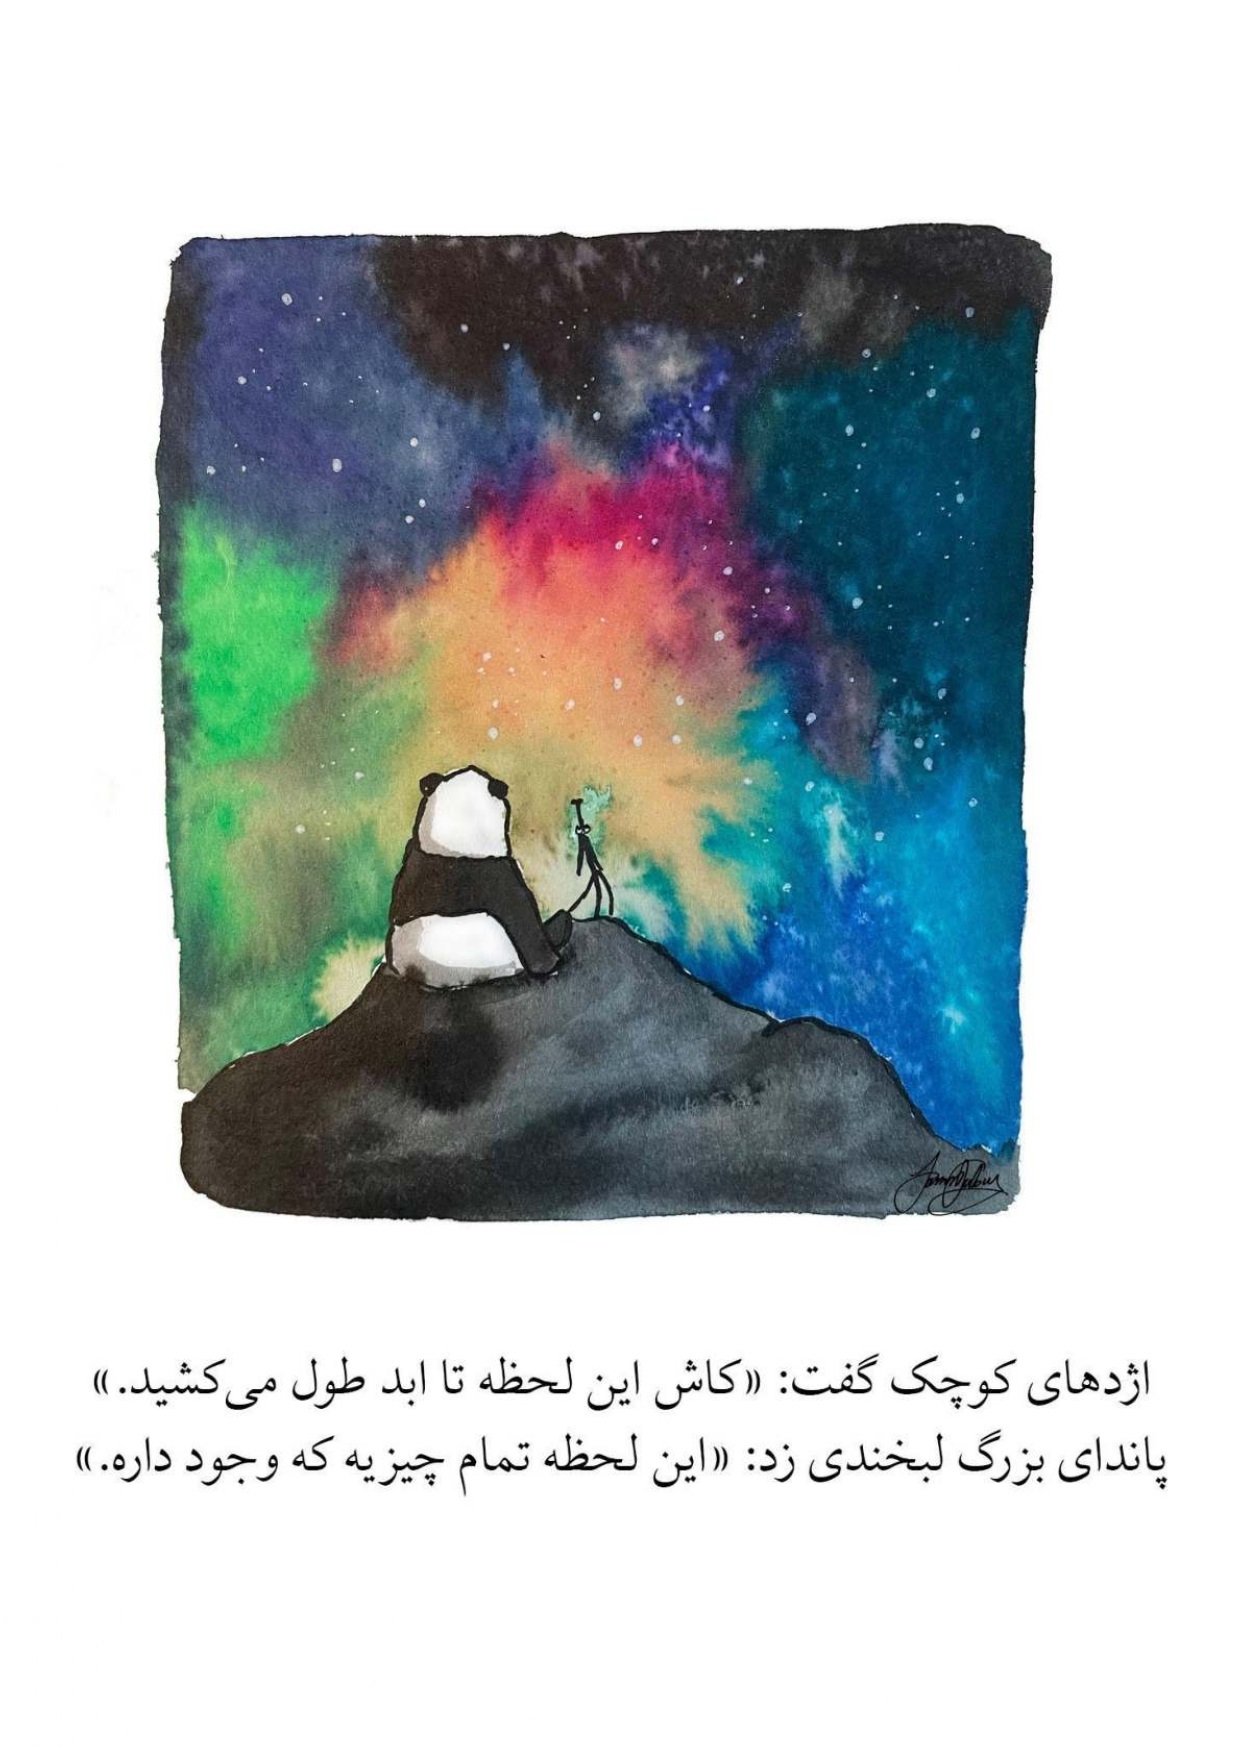 اژدهای کوچک گفت: «کاش این لحظه تا ابد طول می‌کشید.»
پاندای بزرگ لبخندی زد: «این لحظه تمام چیزیه که وجود داره.»